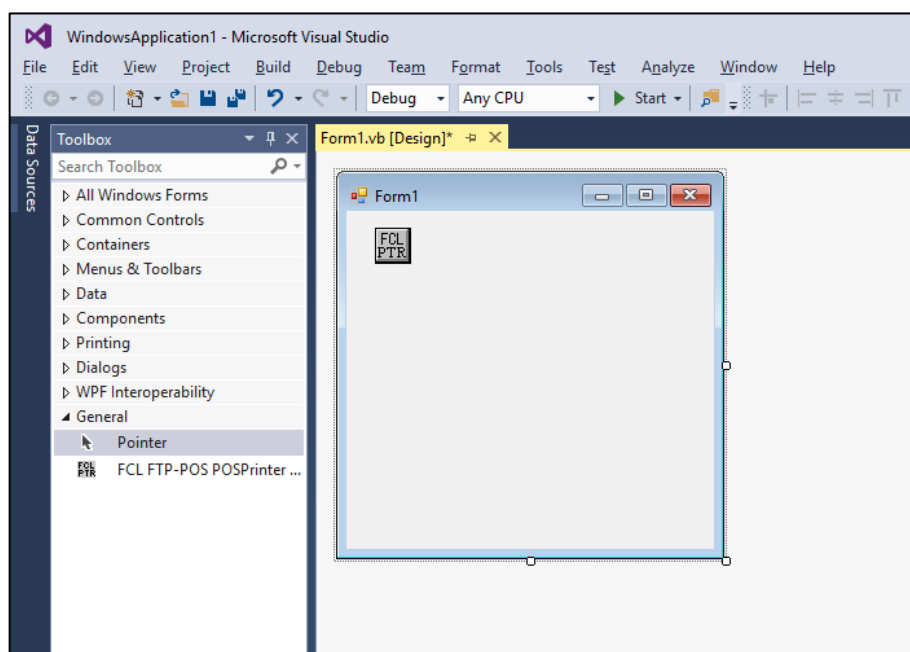 WindowsApplication1 - Microsoft Visual Studio
File Edit View Project Build Debug Team Format Tools Test Analyze Window Help
Debug Any CPU Start
Data Sources
Toolbox
Search Toolbox
All Windows Forms
Common Controls
Containers
Menus & Toolbars
Data
Components
Printing
Dialogs
WPF Interoperability
General
Pointer
FCL
PTR
FCL FTP-POS POSPrinter ...
Form1.vb [Design]*
Form1
FCL
PTR